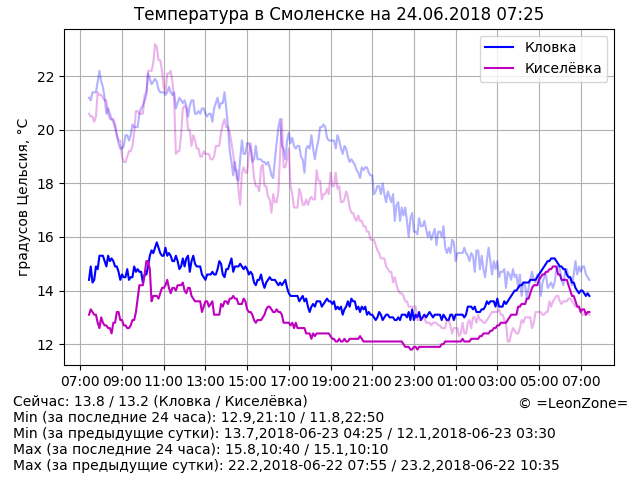 Температура в Смоленске на 24.06.2018 07:25
Кловка
Киселёвка
градусов Цельсия, °C
22
20
18
16
14
12
07:00 09:00 11:00 13:00 15:00 17:00 19:00 21:00 23:00 01:00 03:00 05:00 07:00
Сейчас: 13.8 / 13.2 (Кловка / Киселёвка)
© =LeonZone=
Min (за последние 24 часа): 12.9,21:10 / 11.8,22:50
Min (за предыдущие сутки): 13.7,2018-06-23 04:25 / 12.1,2018-06-23 03:30
Max (за последние 24 часа): 15.8,10:40 / 15.1,10:10
Max (за предыдущие сутки): 22.2,2018-06-22 07:55 / 23.2,2018-06-22 10:35